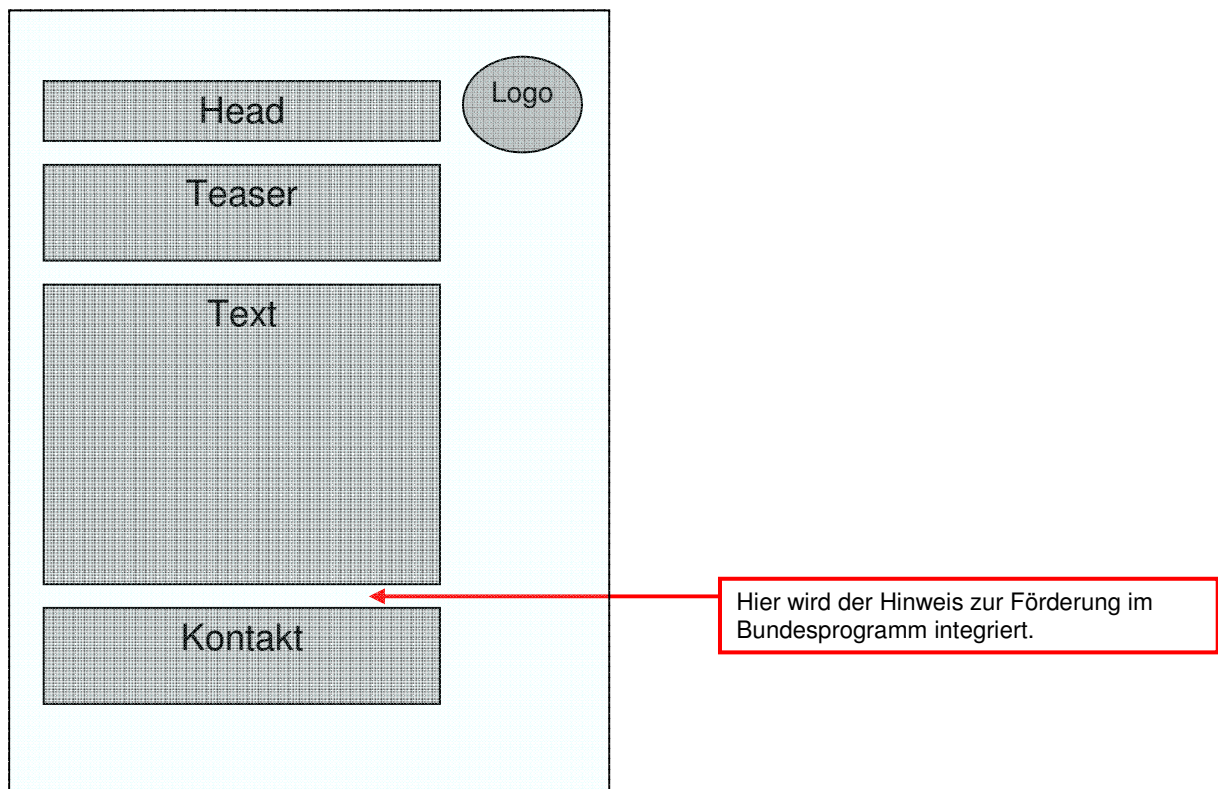 Head
Logo
Teaser
Text
Hier wird der Hinweis zur Förderung im
Bundesprogramm integriert.
Kontakt